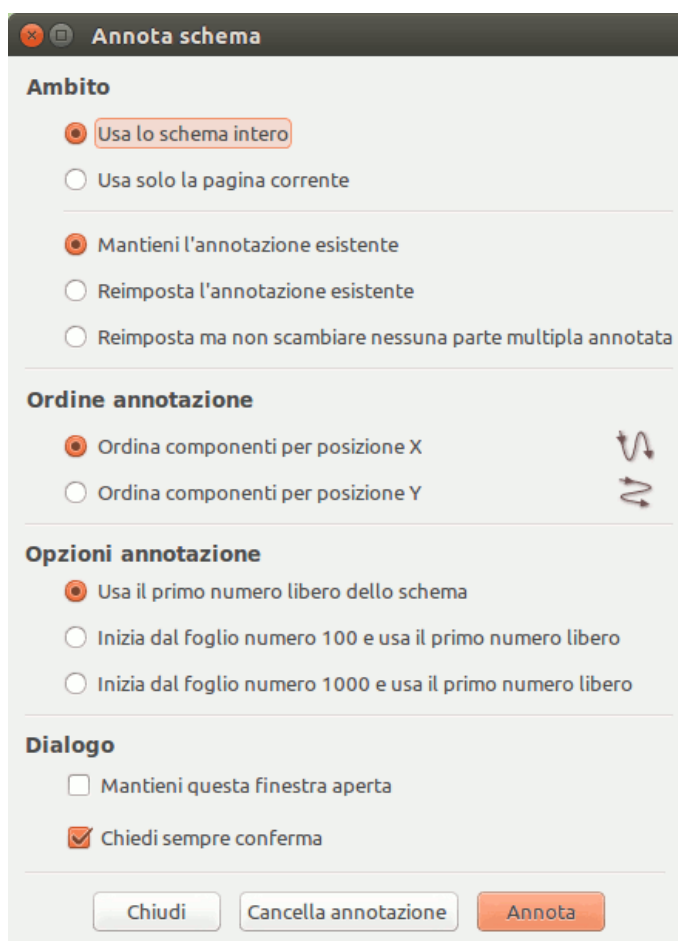 Annota schema
Ambito
Usa lo schema intero
Usa solo la pagina corrente
Mantieni l'annotazione esistente
Reimposta l'annotazione esistente
Reimposta ma non scambiare nessuna parte multipla annotata
Ordine annotazione
Ordina componenti per posizione X
Ordina componenti per posizione Y
Opzioni annotazione
Usa il primo numero libero dello schema
Inizia dal foglio numero 100 e usa il primo numero libero
Inizia dal foglio numero 1000 e usa il primo numero libero
Dialogo
Mantieni questa finestra aperta
Chiedi sempre conferma
Chiudi Cancella annotazione Annota